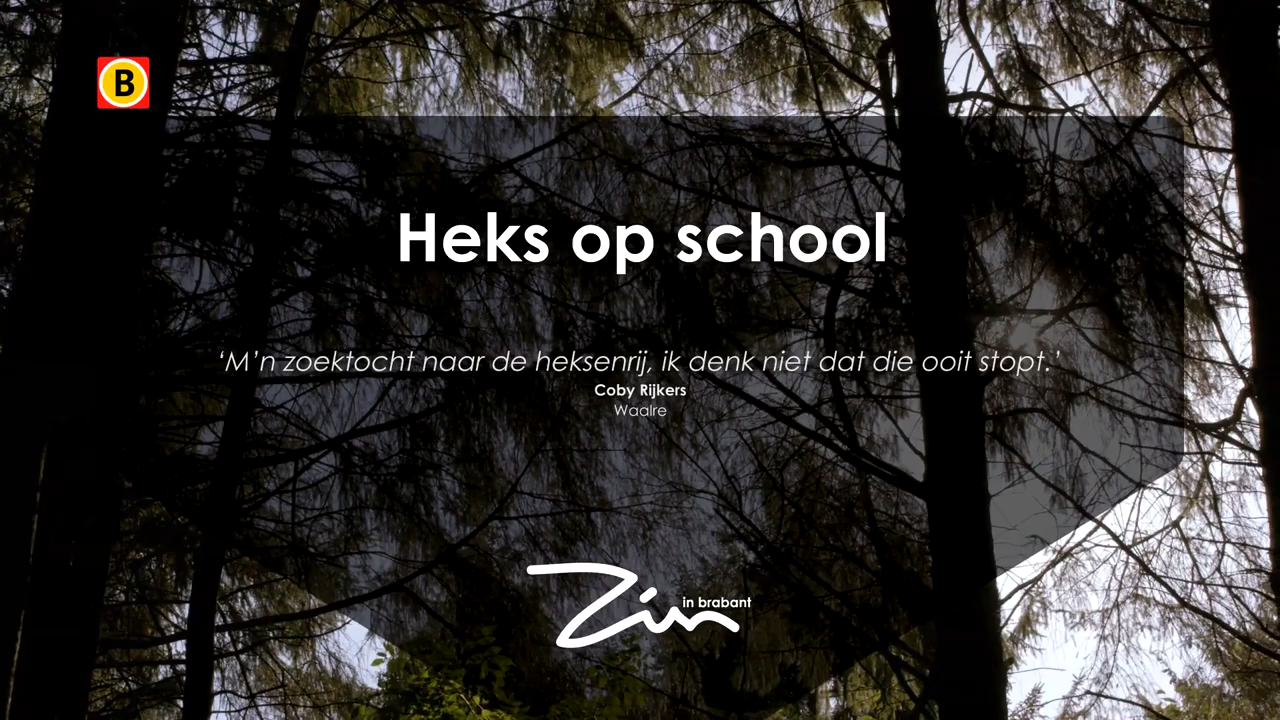 B
Heks op school
‘M’n zoektocht naar de heksenrij, ik denk niet dat die ooit stopt.’
Coby Rijkers
Waalre
Zin in brabant